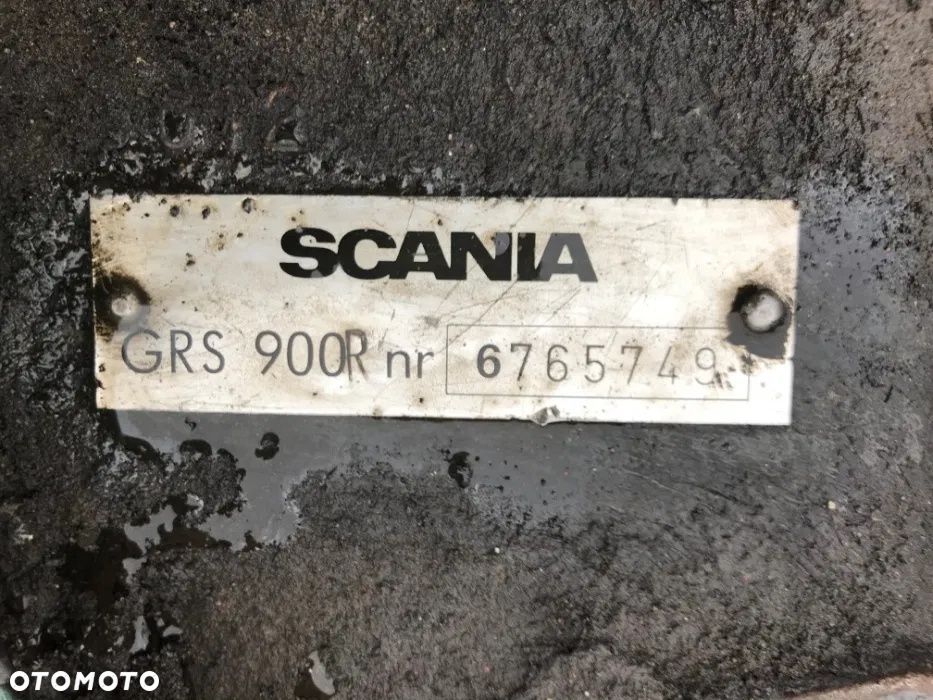 SCANIA
GRS 900R nr 6765749
OTOMOTO